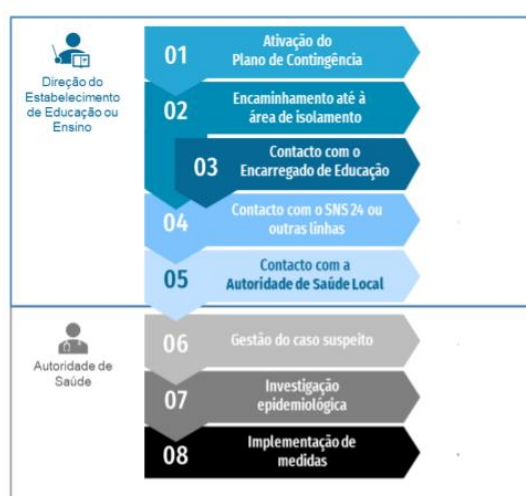 Direção do
Estabelecimento
de Educação ou
Ensino
01
Ativação do
Plano de Contingência
02
Encaminhamento até à
área de isolamento
03
Contacto com o
Encarregado de Educação
04
Contacto com o SNS 24 ou
outras linhas
05
Contacto com a
Autoridade de Saúde Local
Autoridade de
Saúde
06
Gestão do caso suspeito
07
Investigação
epidemiológica
08
Implementação de
medidas